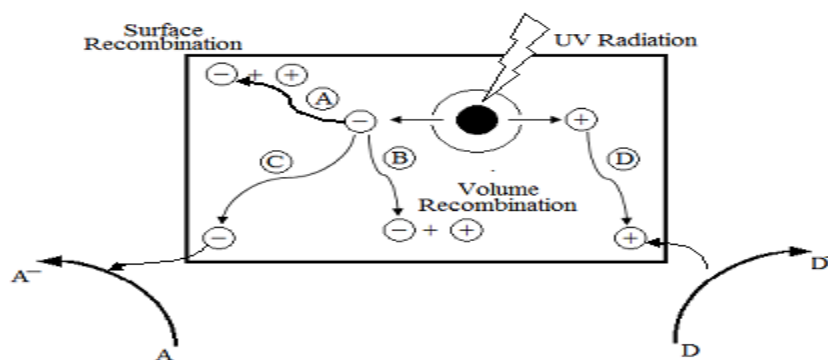 Surface
Recombination
UV Radiation
− + +
A
−
+
C
B
D
Volume
Recombination
−
− + +
+
A−
D
A
D